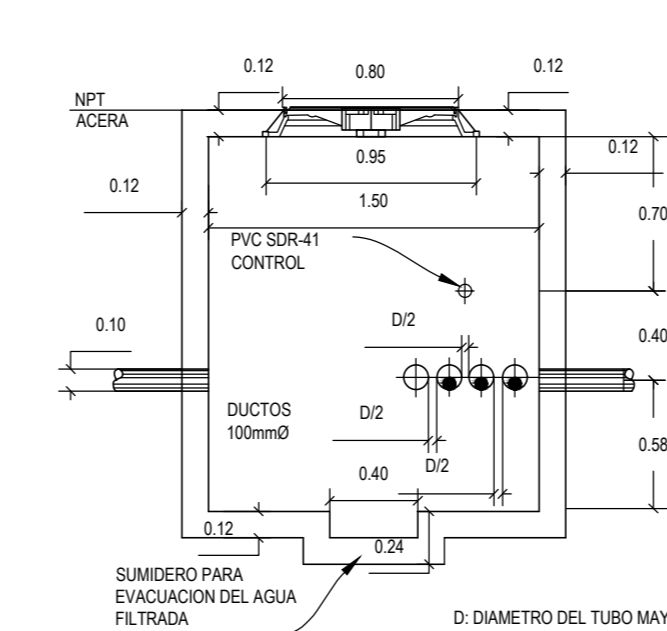 0.12
0.80
0.12
NPT
ACERA
0.12
0.95
0.12
1.50
0.70
PVC SDR-41
CONTROL
0.10
D/2
0.40
DUCTOS
100mmØ
D/2
D/2
0.58
0.40
0.12
0.24
SUMIDERO PARA
EVACUACION DEL AGUA
FILTRADA
D: DIAMETRO DEL TUBO MAY